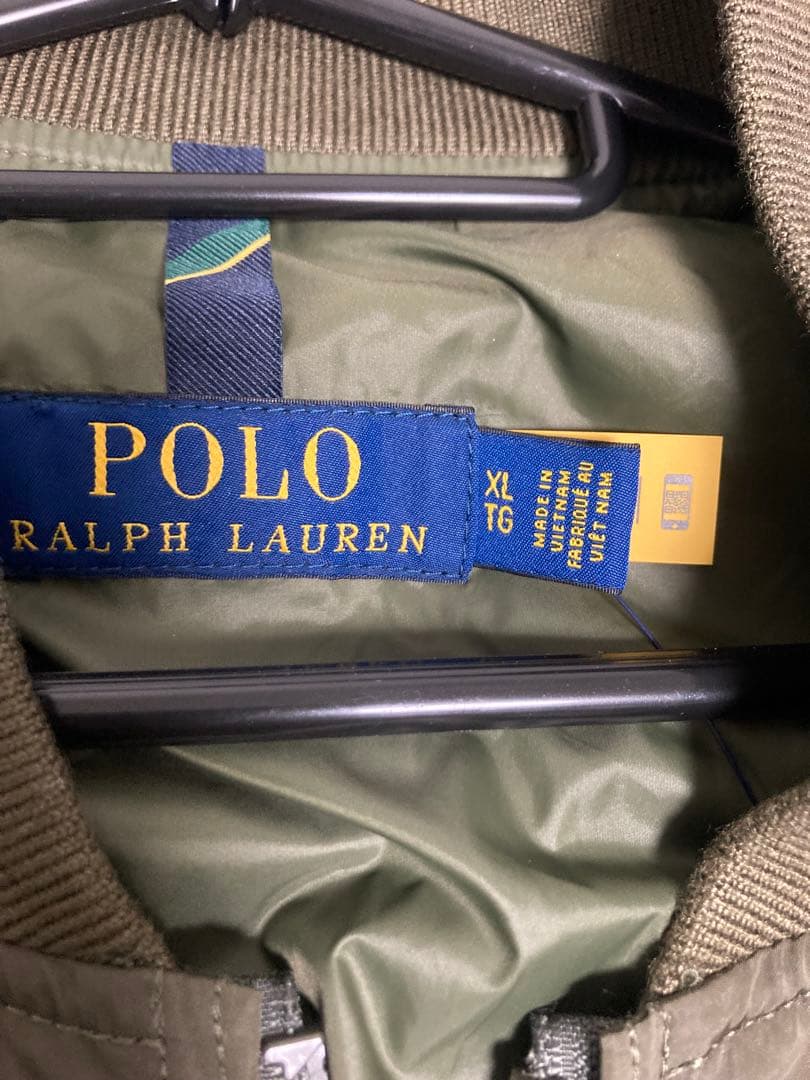 POLO
RALPH LAUREN
XL
TG
MADE IN
VIETNAM
FABRIQUÉ AU
VIÊT NAM